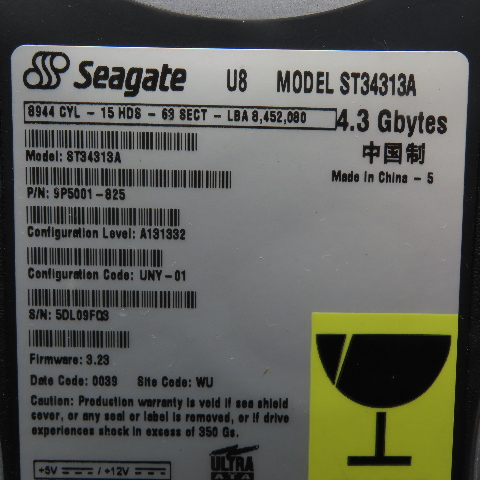 Seagate U8 MODEL ST34313A
8944 CYL - 15 HDS - 63 SECT - LBA 8,452,080
4.3 Gbytes
中国制
Made in China - 5
Model: ST34313A
P/N: 9P5001-825
Configuration Level: A131332
Configuration Code: UNY-01
S/N: 5DL09FQ3
Firmware: 3.23
Date Code: 0039 Site Code: WU
Caution: Production warranty is void if sea shield
cover, or any seal or label is removed, or if drive
experiences shock in excess of 350 Gs.
+5V / +12V
ULTRA
ATA